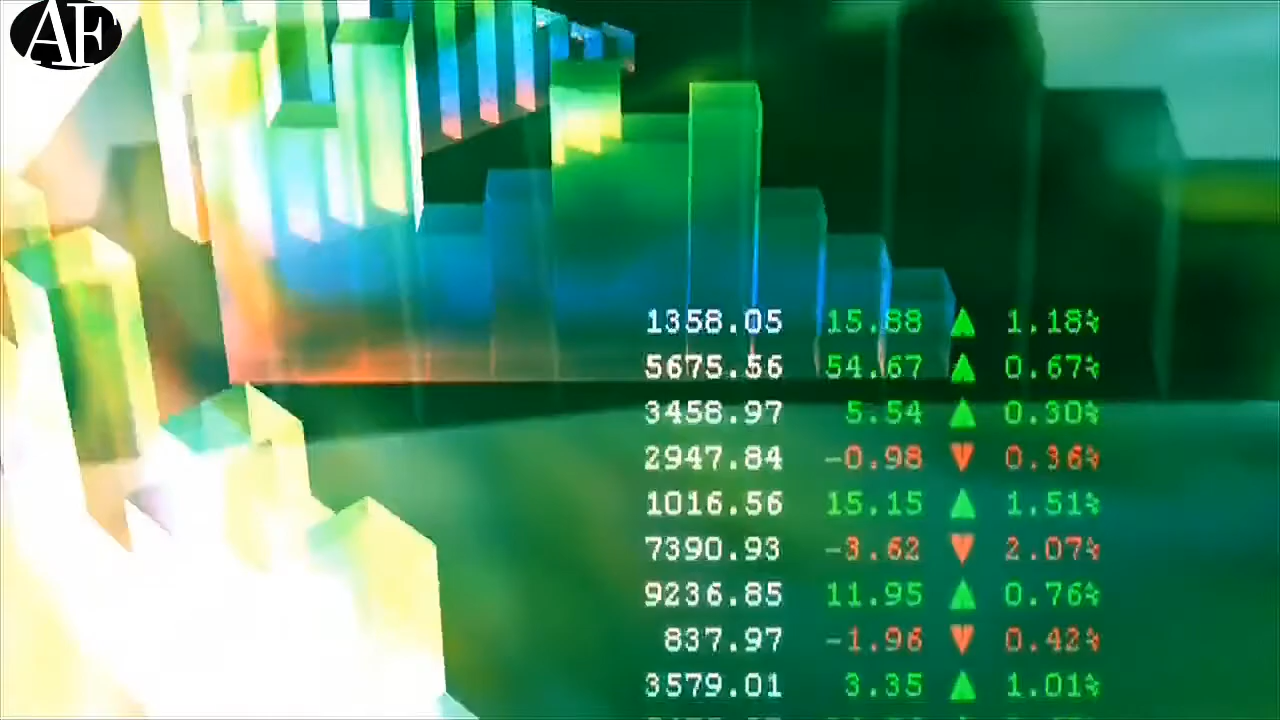 AF
1358.05 15.88 ▲ 1.18%
5675.56 54.67 ▲ 0.67%
3458.97 5.54 ▲ 0.30%
2947.84 -0.98 ▼ 0.36%
1016.56 15.15 ▲ 1.51%
7390.93 -3.62 ▼ 2.07%
9236.85 11.95 ▲ 0.76%
837.97 -1.96 ▼ 0.42%
3579.01 3.35 ▲ 1.01%